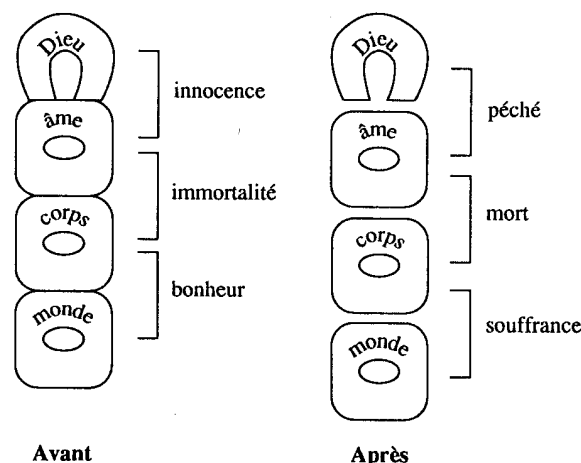 Dieu
âme
corps
monde
innocence
immortalité
bonheur
Avant
Dieu
âme
corps
monde
péché
mort
souffrance
Après